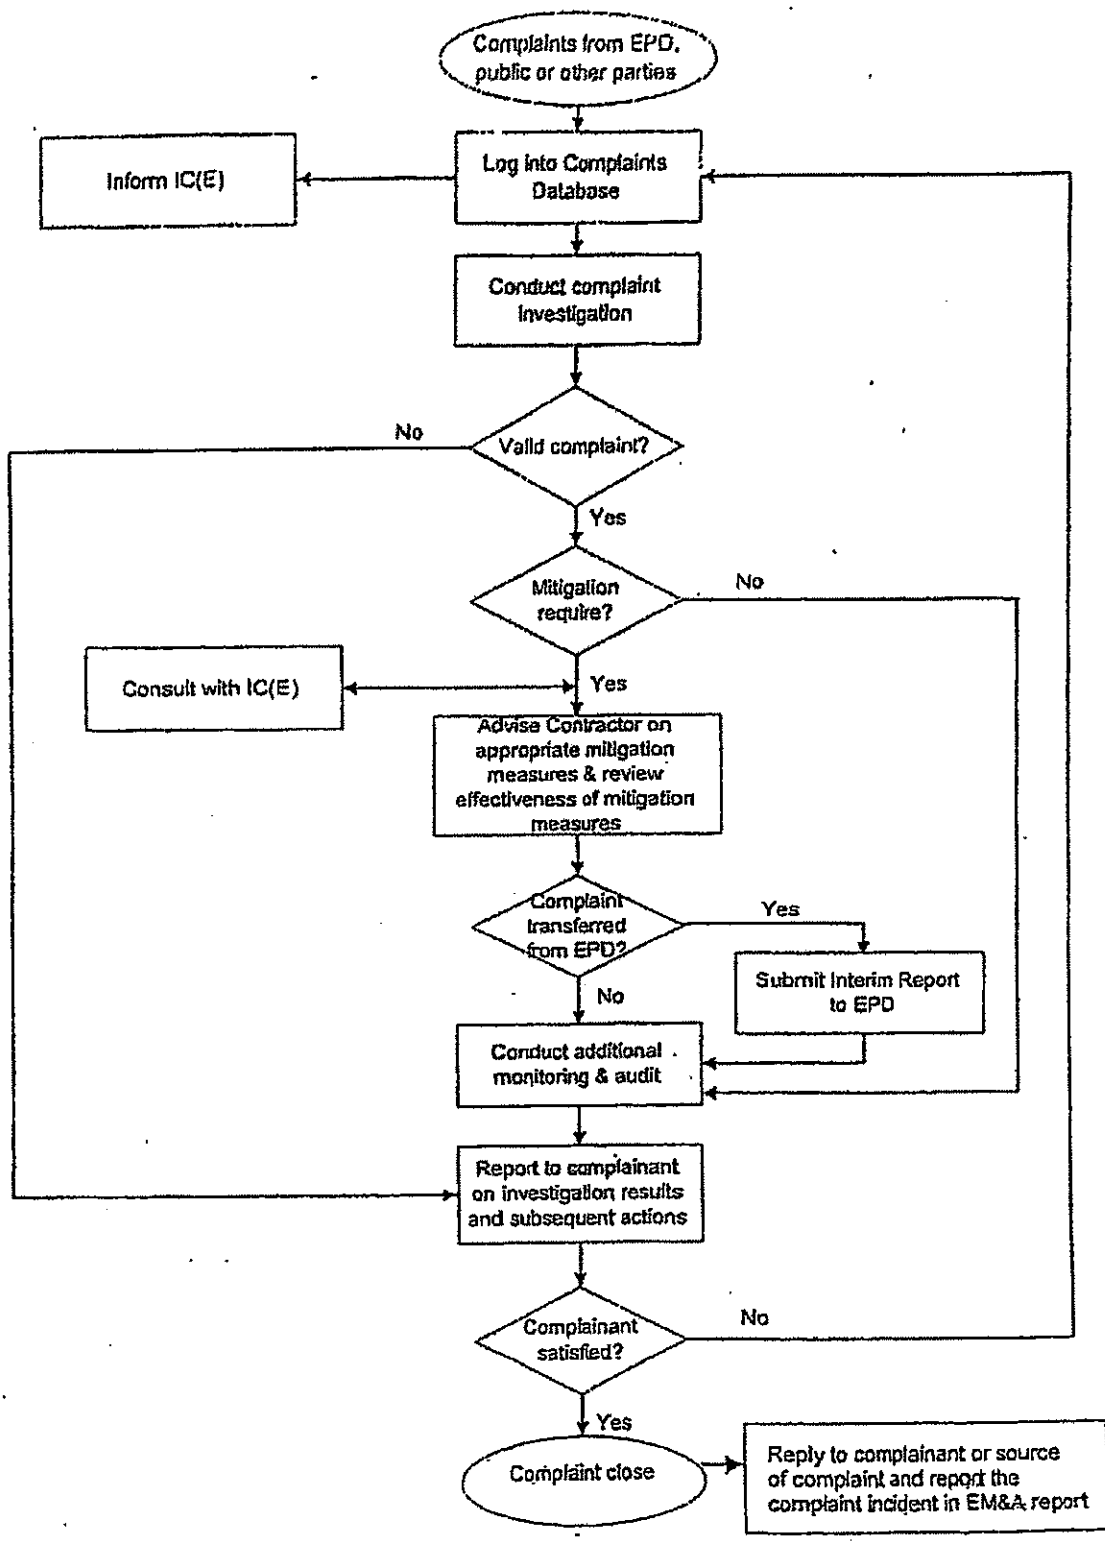 Complaints from EPD,
public or other parties
Inform IC(E)
Log into Complaints
Database
Conduct complaint
Investigation
No
Valid complaint?
Yes
Mitigation
require?
No
Consult with IC(E)
Yes
Advise Contractor on
appropriate mitigation
measures & review
effectiveness of mitigation
measures
Complaint
transferred
from EPD?
Yes
No
Submit Interim Report
to EPD
Conduct additional
monitoring & audit
Report to complainant
on investigation results
and subsequent actions
Complainant
satisfied?
No
Yes
Complaint close
Reply to complainant or source
of complaint and report the
complaint incident in EM&A report